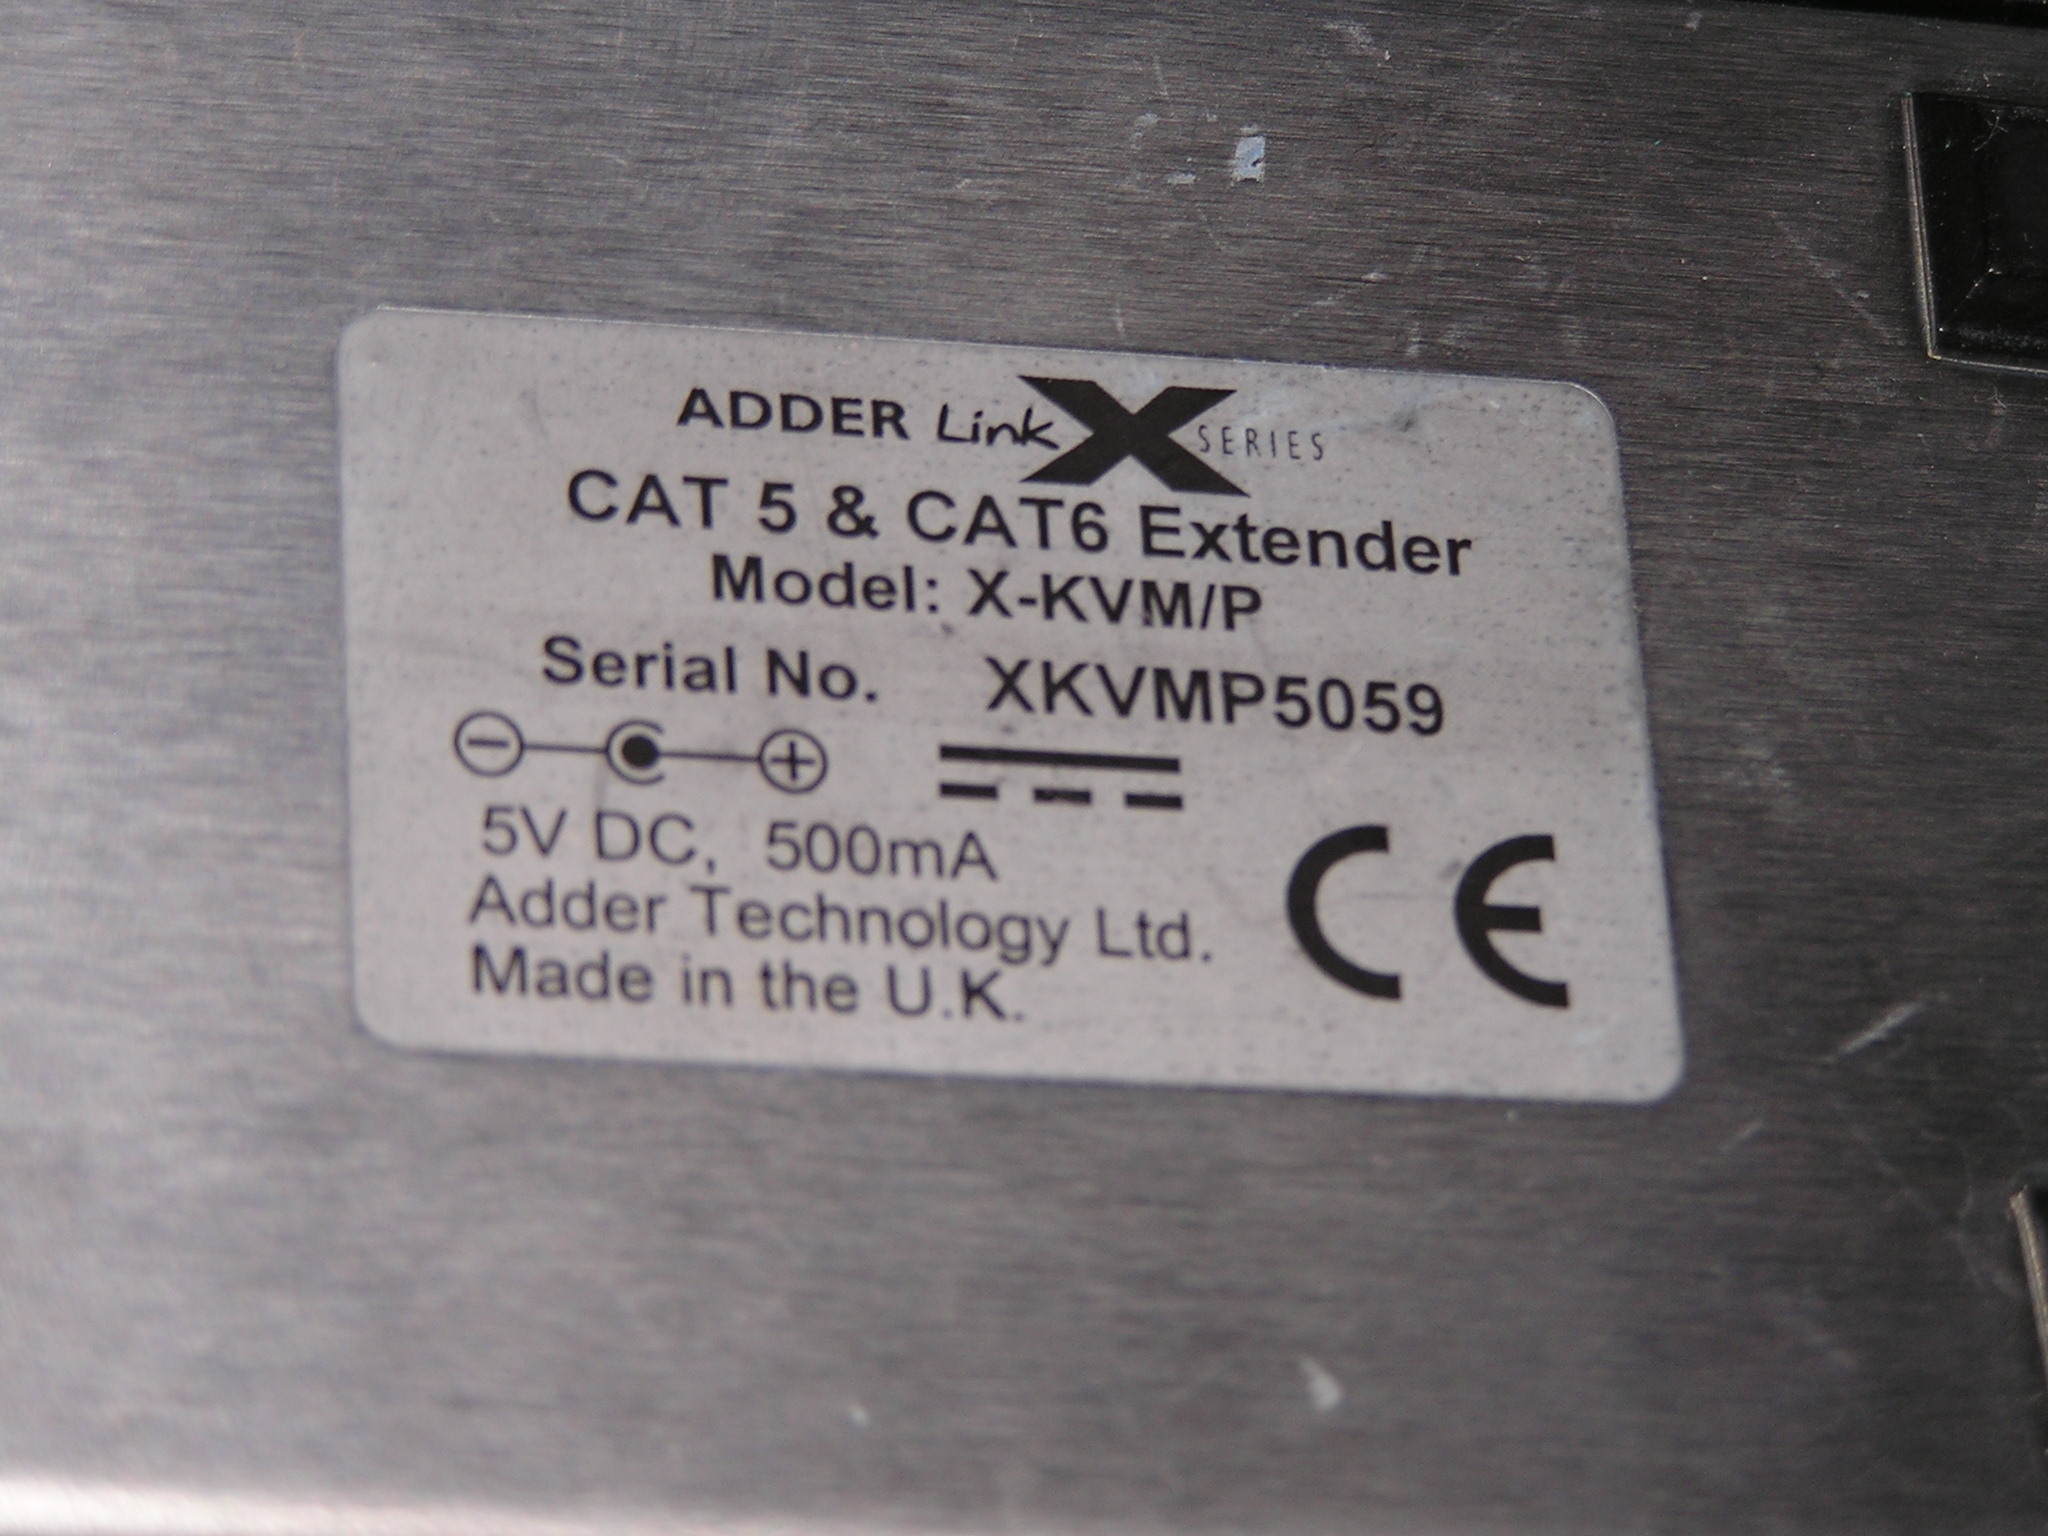 ADDER Link X SERIES
CAT 5 & CAT6 Extender
Model: X-KVM/P
Serial No. XKVMP5059
5V DC, 500mA
Adder Technology Ltd.
Made in the U.K.
CE